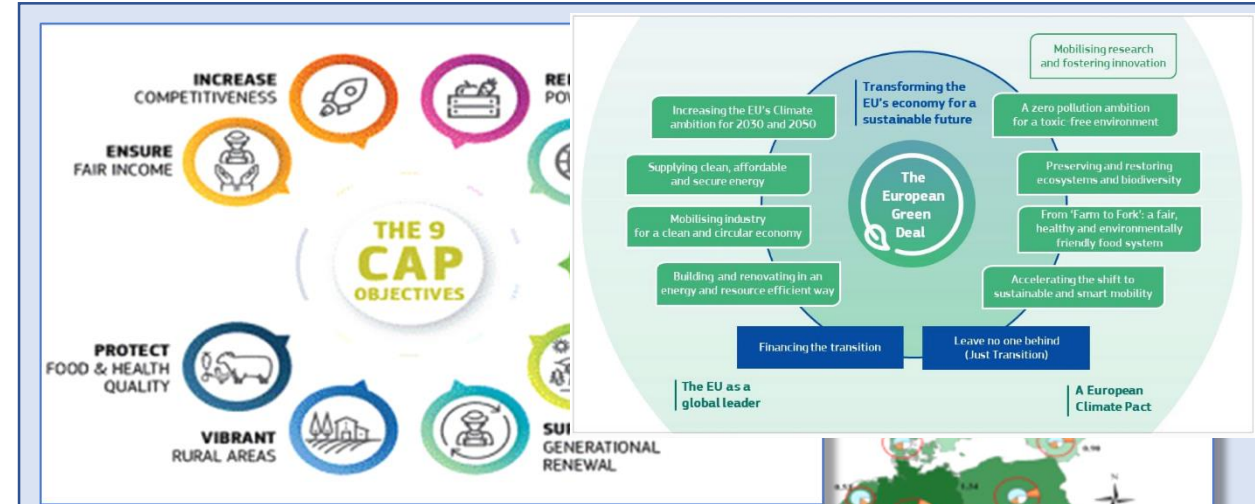 INCREASE
COMPETITIVENESS
ENSURE
FAIR INCOME
THE 9
CAP
OBJECTIVES
PROTECT
FOOD & HEALTH
QUALITY
VIBRANT
RURAL AREAS
GENERATIONAL
RENEWAL
Mobilising research
and fostering innovation
Transforming the
EU's economy for a
sustainable future
Increasing the EU's Climate
ambition for 2030 and 2050
A zero pollution ambition
for a toxic-free environment
Supplying clean, affordable
and secure energy
The
European
Green
Deal
Preserving and restoring
ecosystems and biodiversity
Mobilising industry
for a clean and circular economy
From ‘Farm to Fork’: a fair,
healthy and environmentally
friendly food system
Building and renovating in an
energy and resource efficient way
Accelerating the shift to
sustainable and smart mobility
Financing the transition
Leave no one behind
(Just Transition)
The EU as a
global leader
A European
Climate Pact